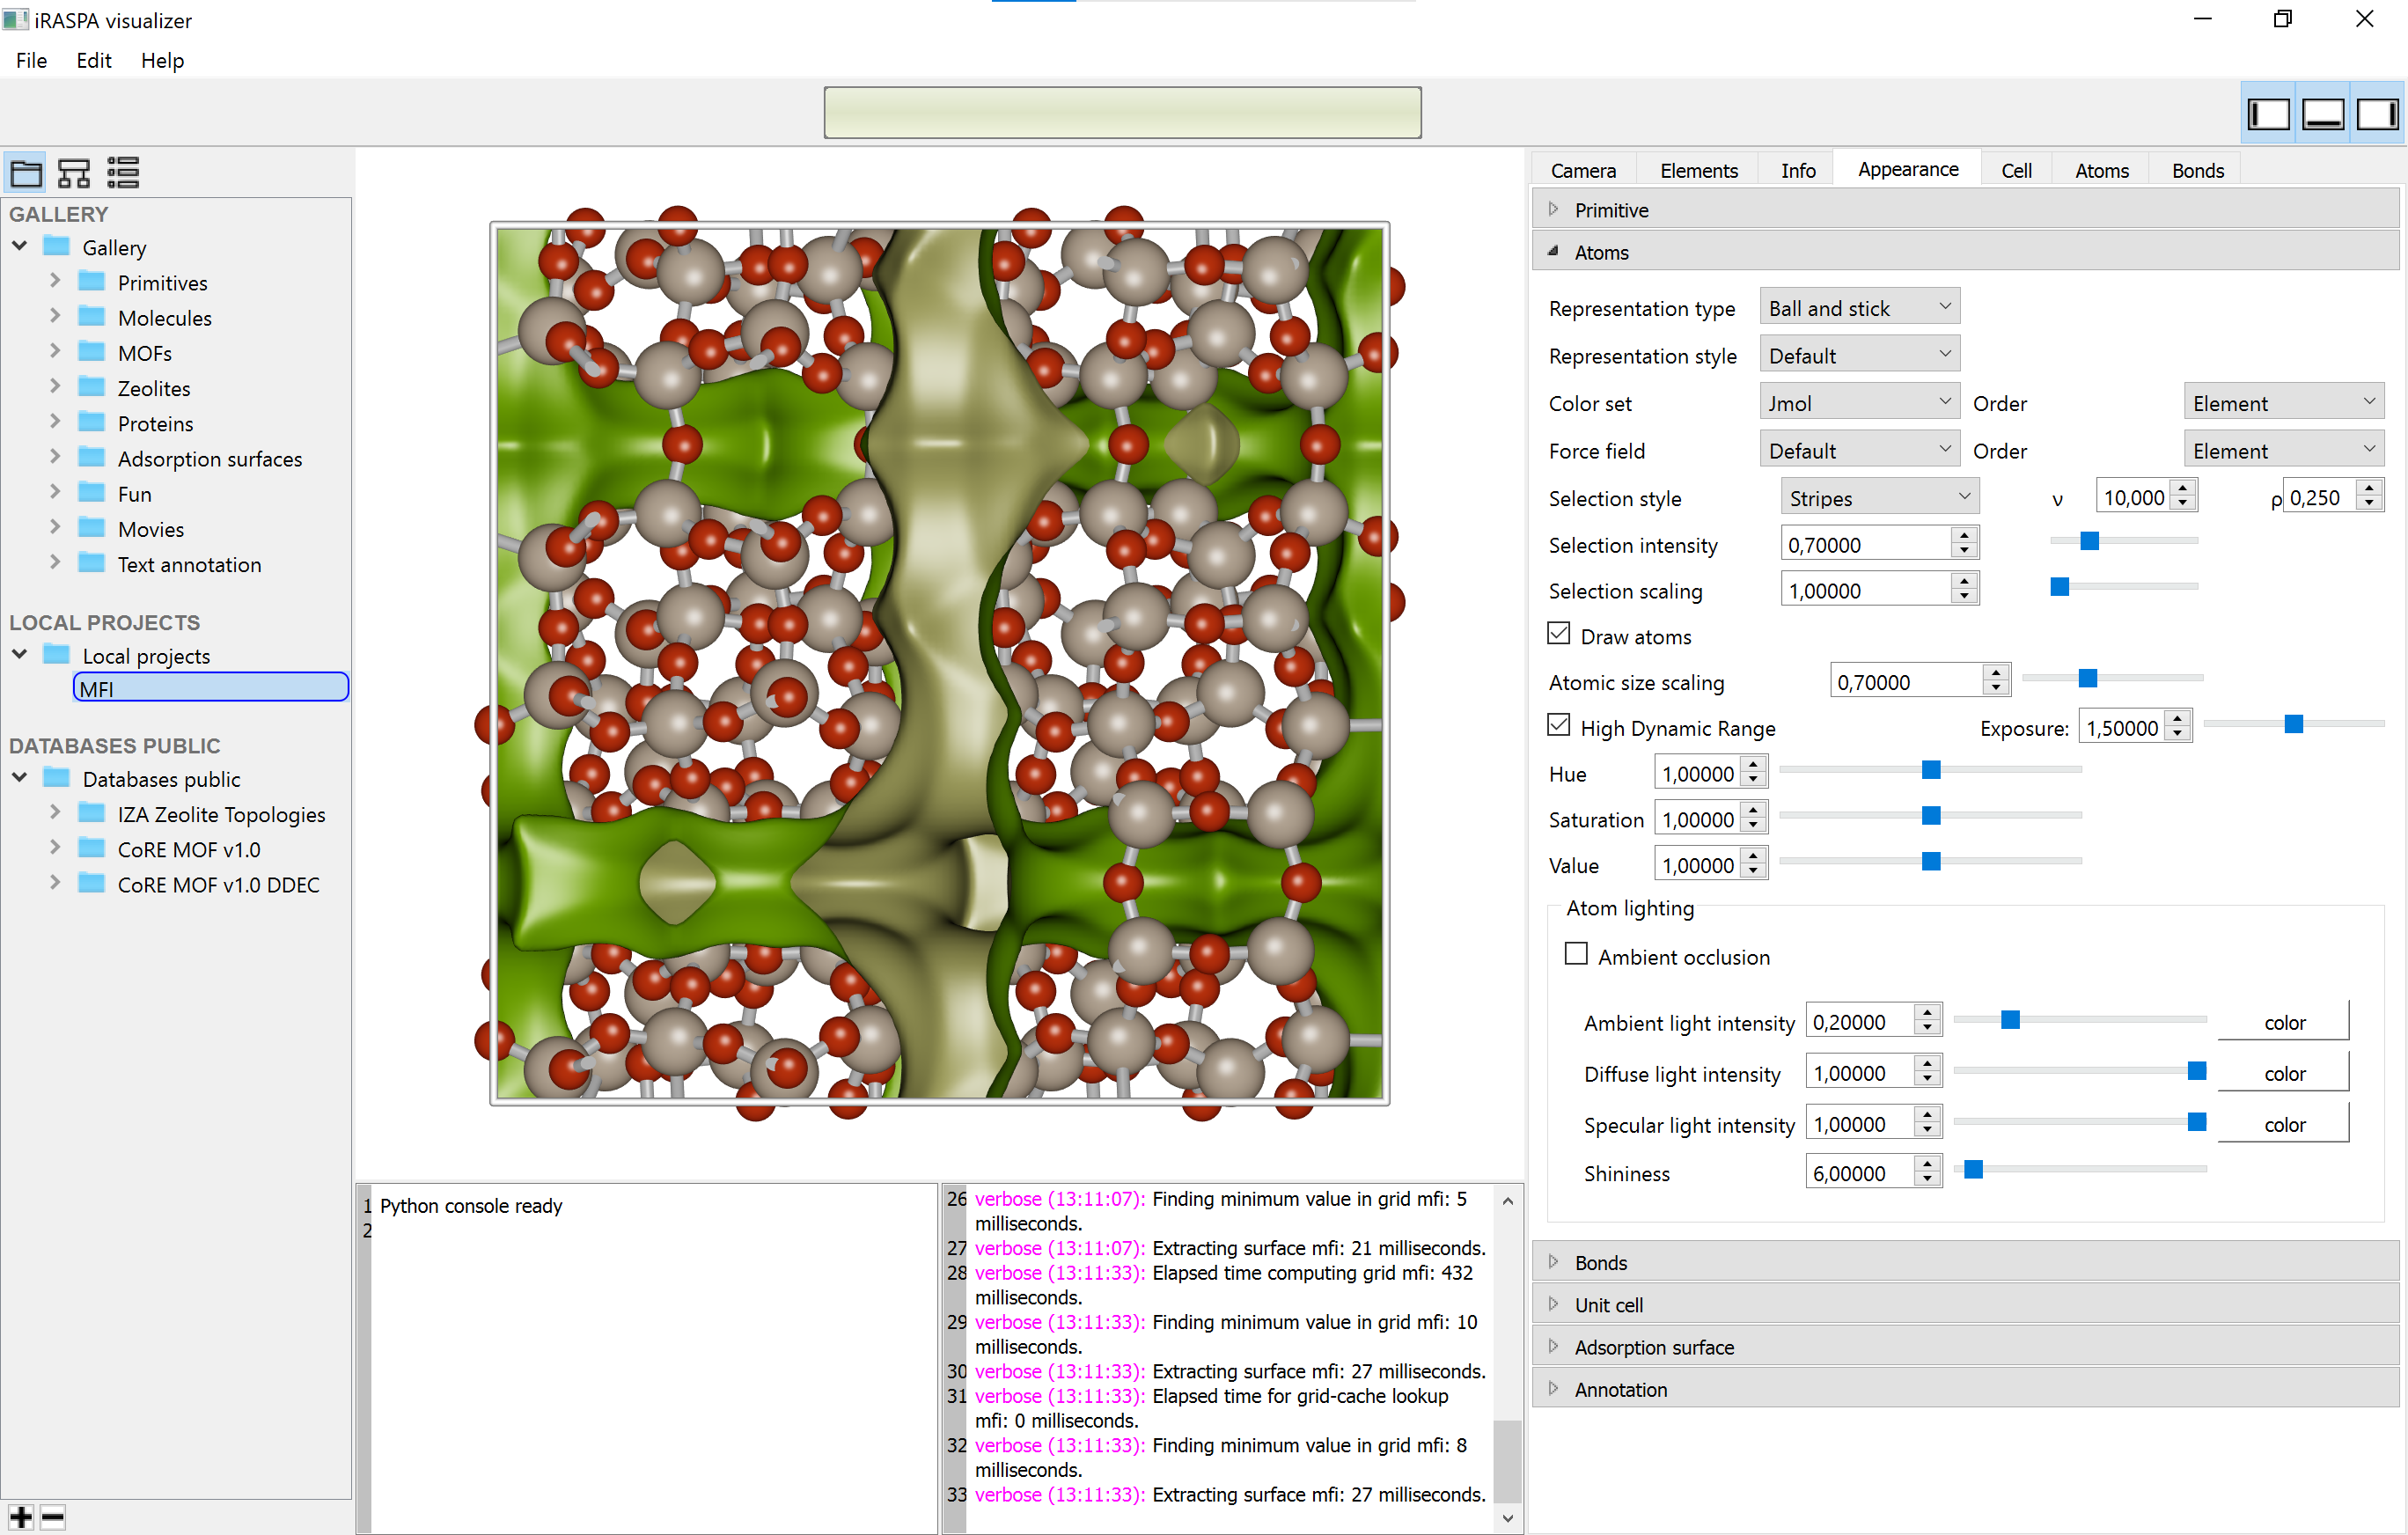 iRASPA visualizer
File Edit Help
GALLERY
Gallery
Primitives
Molecules
MOFs
Zeolites
Proteins
Adsorption surfaces
Fun
Movies
Text annotation
LOCAL PROJECTS
Local projects
MFI
DATABASES PUBLIC
Databases public
IZA Zeolite Topologies
CoRE MOF v1.0
CoRE MOF v1.0 DDEC
1 Python console ready
2
26 verbose (13:11:07): Finding minimum value in grid mfi: 5
milliseconds.
27 verbose (13:11:07): Extracting surface mfi: 21 milliseconds.
28 verbose (13:11:33): Elapsed time computing grid mfi: 432
milliseconds.
29 verbose (13:11:33): Finding minimum value in grid mfi: 10
milliseconds.
30 verbose (13:11:33): Extracting surface mfi: 27 milliseconds.
31 verbose (13:11:33): Elapsed time for grid-cache lookup
mfi: 0 milliseconds.
32 verbose (13:11:33): Finding minimum value in grid mfi: 8
milliseconds.
33 verbose (13:11:33): Extracting surface mfi: 27 milliseconds.
Camera Elements Info Appearance Cell Atoms Bonds
Primitive
Atoms
Representation type Ball and stick
Representation style Default
Color set Jmol Order Element
Force field Default Order Element
Selection style Stripes ν 10,000 ρ 0,250
Selection intensity 0,70000
Selection scaling 1,00000
Draw atoms
Atomic size scaling 0,70000
High Dynamic Range Exposure: 1,50000
Hue 1,00000
Saturation 1,00000
Value 1,00000
Atom lighting
Ambient occlusion
Ambient light intensity 0,20000 color
Diffuse light intensity 1,00000 color
Specular light intensity 1,00000 color
Shininess 6,00000
Bonds
Unit cell
Adsorption surface
Annotation